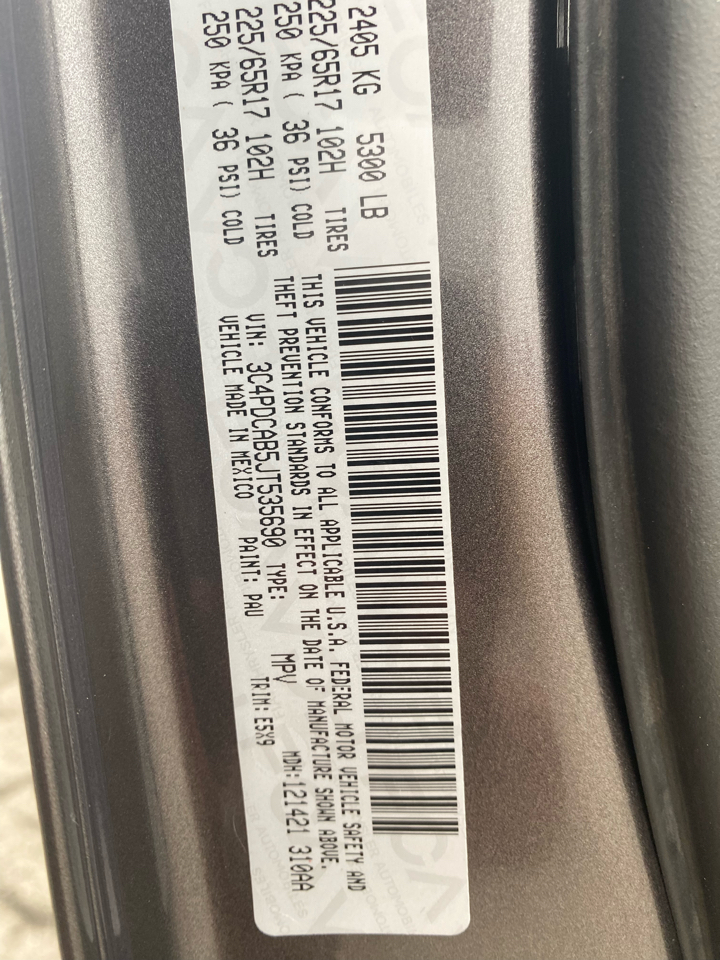 2405 KG 5300 LB
225/65R17 102H TIRES
250 KPA ( 36 PSI) COLD
225/65R17 102H TIRES
250 KPA ( 36 PSI) COLD
THIS VEHICLE CONFORMS TO ALL APPLICABLE U.S.A. FEDERAL MOTOR VEHICLE SAFETY AND
THEFT PREVENTION STANDARDS IN EFFECT ON THE DATE OF MANUFACTURE SHOWN ABOVE.
VIN: 3C4PDCAB5JT535690 TYPE: MPV MDH:121421 310AA
VEHICLE MADE IN MEXICO PAINT: PAU TRIM: E5X9